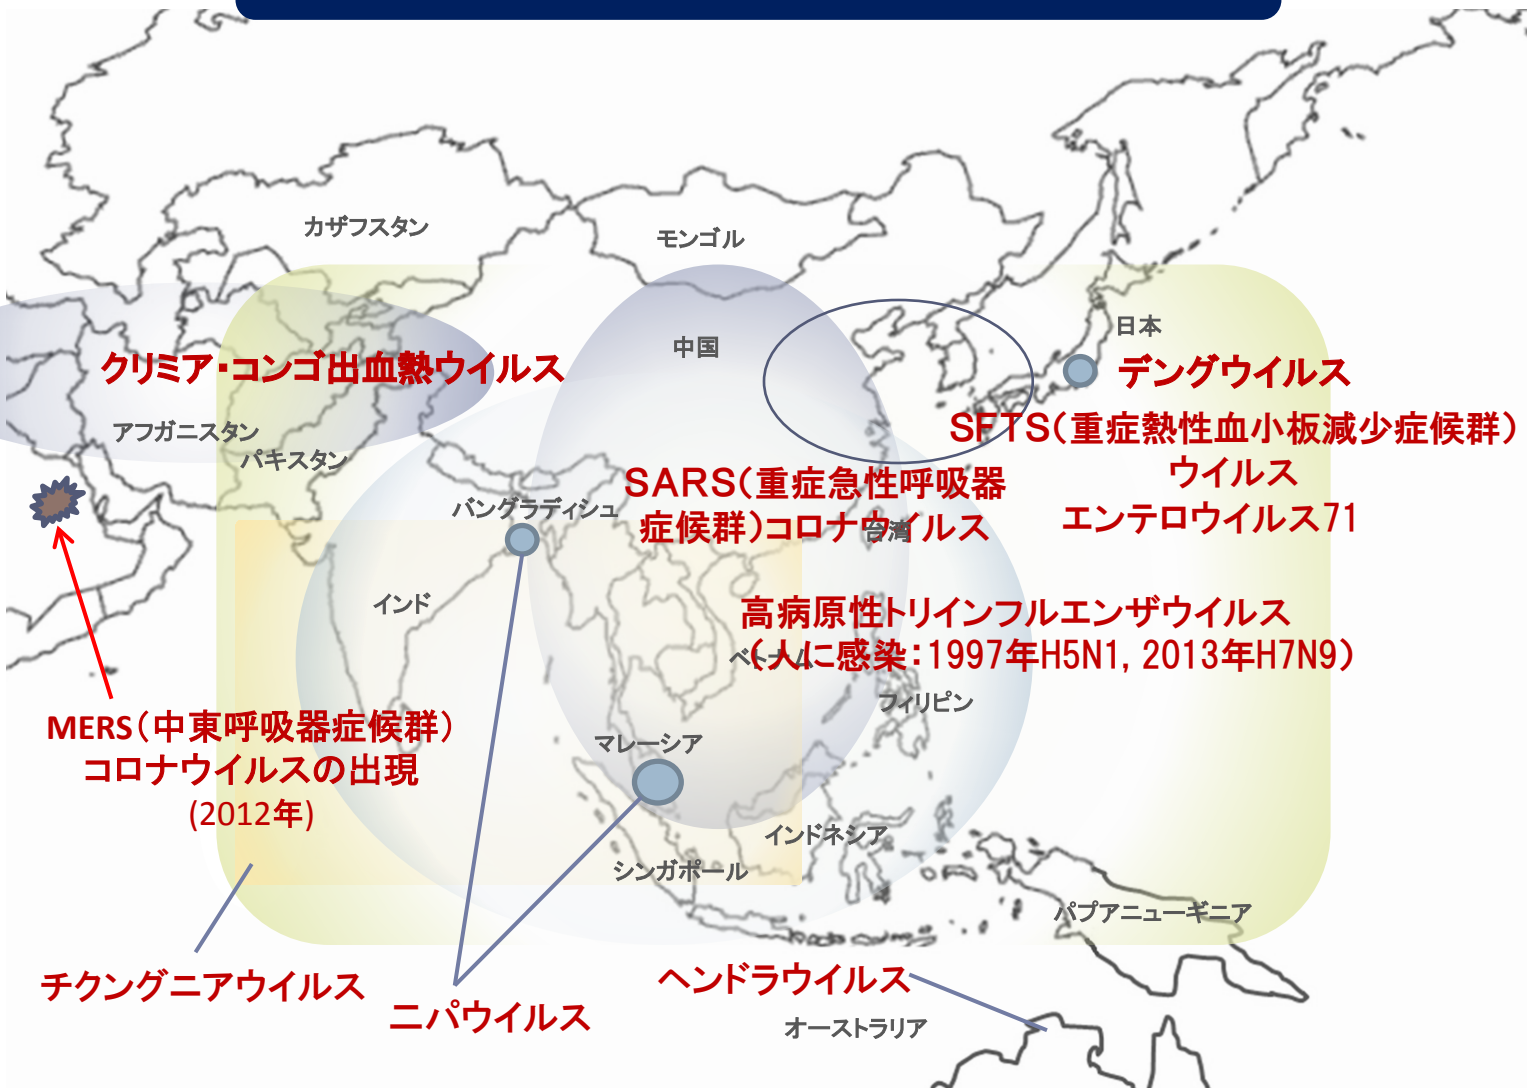 カザフスタン
モンゴル
中国
日本
クリミア・コンゴ出血熱ウイルス
デングウイルス
アフガニスタン
パキスタン
SFTS(重症熱性血小板減少症候群)
ウイルス
SARS(重症急性呼吸器
症候群)コロナウイルス
バングラディシュ
台湾
エンテロウイルス71
インド
高病原性トリインフルエンザウイルス
(人に感染:1997年H5N1, 2013年H7N9)
ベトナム
フィリピン
MERS(中東呼吸器症候群)
コロナウイルスの出現
(2012年)
マレーシア
インドネシア
シンガポール
パプアニューギニア
チクングニアウイルス
ニパウイルス
ヘンドラウイルス
オーストラリア